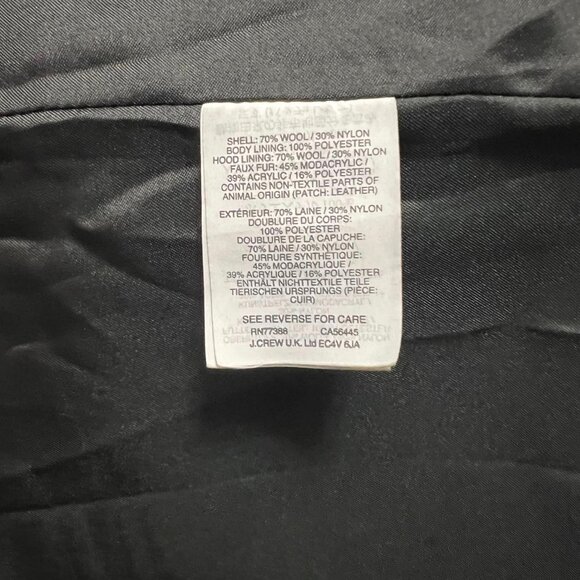 SHELL: 70% WOOL / 30% NYLON
BODY LINING: 100% POLYESTER
HOOD LINING: 70% WOOL / 30% NYLON
FAUX FUR: 45% MODACRYLIC /
39% ACRYLIC / 16% POLYESTER
CONTAINS NON-TEXTILE PARTS OF
ANIMAL ORIGIN (PATCH: LEATHER)
EXTÉRIEUR: 70% LAINE / 30% NYLON
DOUBLURE DU CORPS:
100% POLYESTER
DOUBLURE DE LA CAPUCHE:
70% LAINE / 30% NYLON
FOURRURE SYNTHÉTIQUE:
45% MODACRYLIQUE /
39% ACRYLIQUE / 16% POLYESTER
ENTHÄLT NICHTTEXTILE TEILE
TIERISCHEN URSPRUNGS (PIÈCE:
CUIR)
SEE REVERSE FOR CARE
RN77388 CA56445
J.CREW U.K. Ltd EC4V 6JA